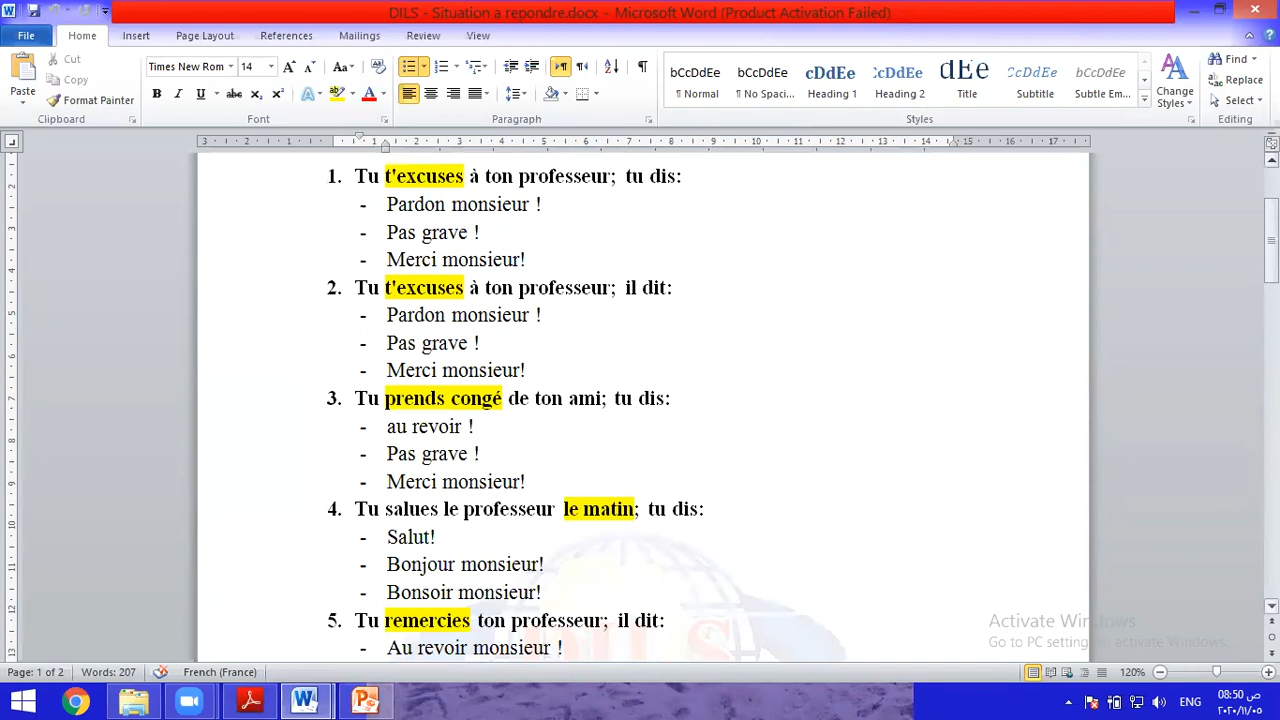 DILS - Situation a repondre.docx - Microsoft Word (Product Activation Failed)
File Home Insert Page Layout References Mailings Review View
Cut
Copy
Format Painter
Paste
Times New Rom 14
Clipboard Font Paragraph Styles Editing
bCcDdEe bCcDdEe cDdEe :CcDdE dEe CcDdEe bCcddEe
¶ Normal ¶ No Spaci... Heading 1 Heading 2 Title Subtitle Subtle Em...
Change Styles
Find
Replace
Select
1. Tu t'excuses à ton professeur; tu dis:
- Pardon monsieur !
- Pas grave !
- Merci monsieur!
2. Tu t'excuses à ton professeur; il dit:
- Pardon monsieur !
- Pas grave !
- Merci monsieur!
3. Tu prends congé de ton ami; tu dis:
- au revoir !
- Pas grave !
- Merci monsieur!
4. Tu salues le professeur le matin; tu dis:
- Salut!
- Bonjour monsieur!
- Bonsoir monsieur!
5. Tu remercies ton professeur; il dit:
- Au revoir monsieur !
Activate Windows
Go to PC settings to activate Windows.
Page: 1 of 2 Words: 207 French (France) 120%
ENG
08:50 ص
٢٠٢٠/١١/٠٥